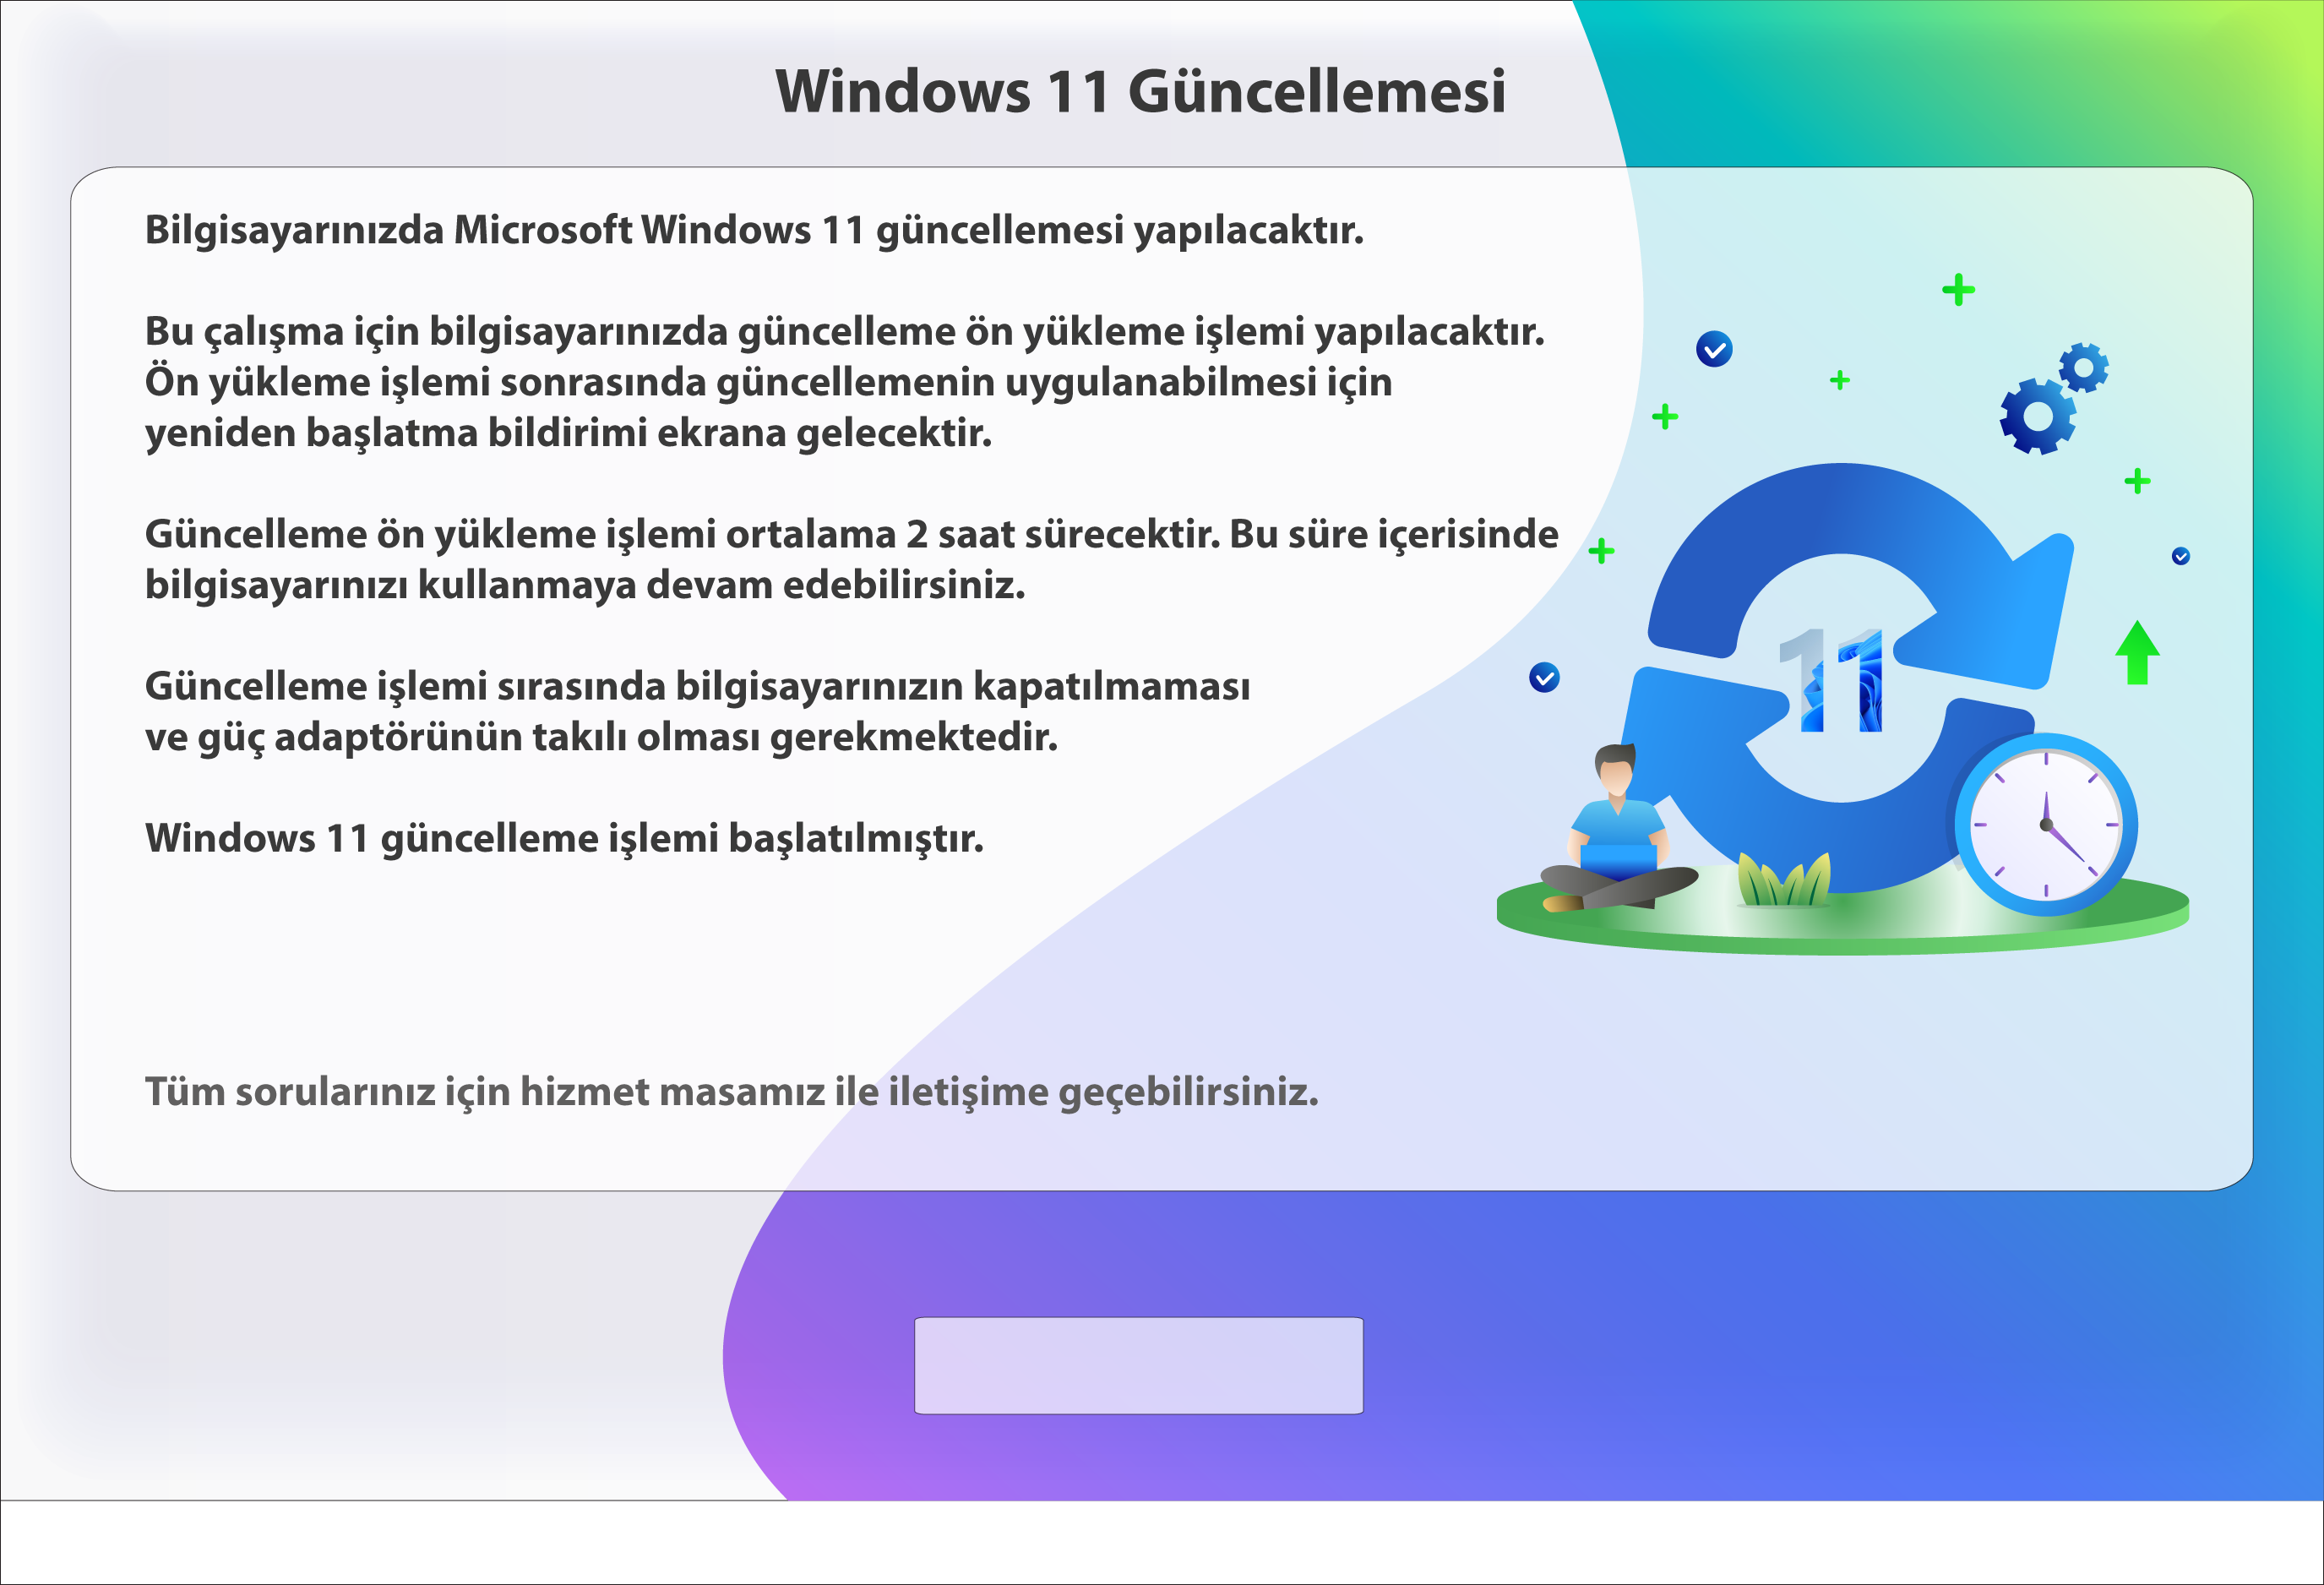 Windows 11 Güncellemesi
Bilgisayarınızda Microsoft Windows 11 güncellemesi yapılacaktır.
Bu çalışma için bilgisayarınızda güncelleme ön yükleme işlemi yapılacaktır.
Ön yükleme işlemi sonrasında güncellemenin uygulanabilmesi için
yeniden başlatma bildirimi ekrana gelecektir.
Güncelleme ön yükleme işlemi ortalama 2 saat sürecektir. Bu süre içerisinde
bilgisayarınızı kullanmaya devam edebilirsiniz.
Güncelleme işlemi sırasında bilgisayarınızın kapatılmaması
ve güç adaptörünün takılı olması gerekmektedir.
Windows 11 güncelleme işlemi başlatılmıştır.
11
Tüm sorularınız için hizmet masamız ile iletişime geçebilirsiniz.